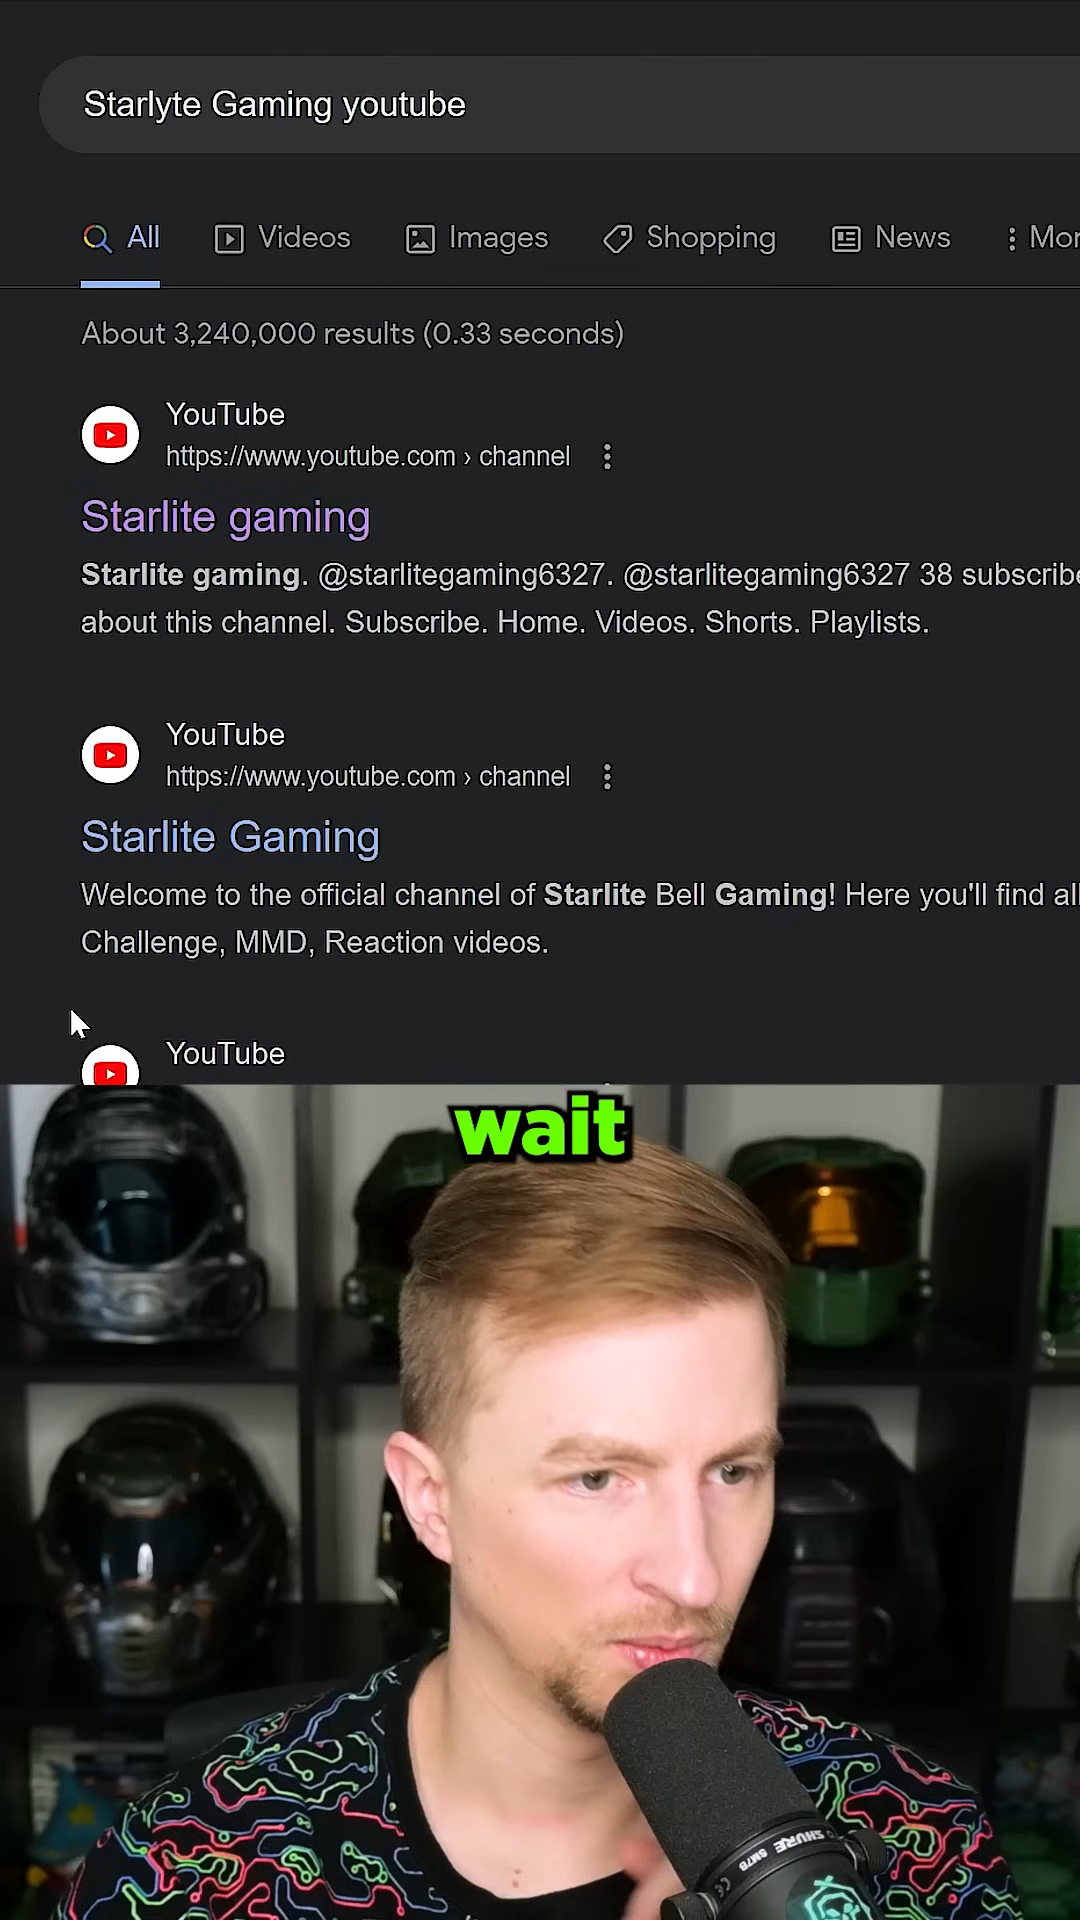 Starlyte Gaming youtube
All Videos Images Shopping News Mor
About 3,240,000 results (0.33 seconds)
YouTube
https://www.youtube.com › channel
Starlite gaming
Starlite gaming. @starlitegaming6327. @starlitegaming6327 38 subscribe
about this channel. Subscribe. Home. Videos. Shorts. Playlists.
YouTube
https://www.youtube.com › channel
Starlite Gaming
Welcome to the official channel of Starlite Bell Gaming! Here you'll find all
Challenge, MMD, Reaction videos.
YouTube
wait
SHURE SM7B